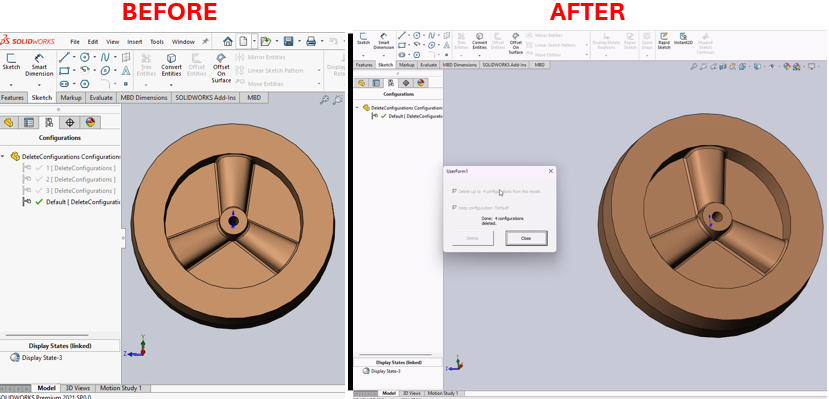 BEFORE
AFTER
SOLIDWORKS File Edit View Insert Tools Window
Sketch Smart Dimension Trim Entities Convert Entities Offset Entities Offset On Surface Mirror Entities
Linear Sketch Pattern
Move Entities
Features Sketch Markup Evaluate MBD Dimensions SOLIDWORKS Add-Ins MBD
Configurations
DeleteConfigurations Configuration
1 [ DeleteConfigurations ]
2 [ DeleteConfigurations ]
3 [ DeleteConfigurations ]
Default [ DeleteConfiguratio
Display States (linked)
Display State-3
Model 3D Views Motion Study 1
SOLIDWORKS Premium 2021 SP0.0
Sketch Smart Dimension Trim Entities Convert Entities Offset Entities Offset On Surface Mirror Entities
Linear Sketch Pattern
Move Entities
Display/Delete Relations Repair Sketch Quick Snaps Rapid Sketch Instant2D Shaded Sketch Contours
Features Sketch Markup Evaluate MBD Dimensions SOLIDWORKS Add-Ins MBD
Configurations
DeleteConfigurations Configuration
Default [ DeleteConfiguratio
UserForm1
Delete up to 4 configurations from this model.
Keep configuration "Default"
Done; 4 configurations
deleted.
Delete
Close
Display States (linked)
Display State-3
Model 3D Views Motion Study 1